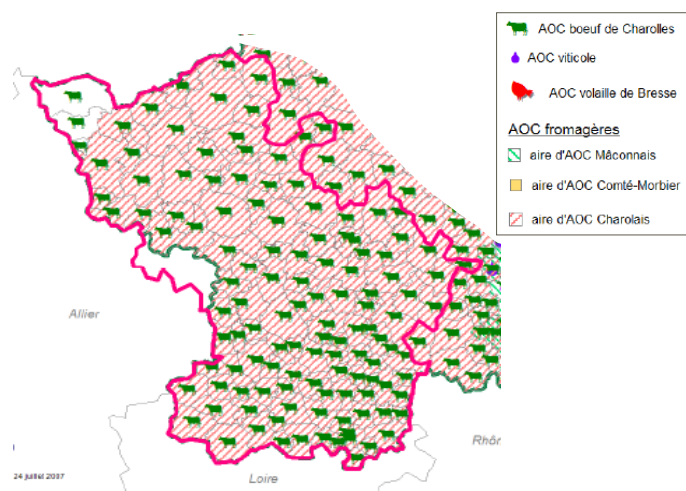 AOC boeuf de Charolles
AOC viticole
AOC volaille de Bresse
AOC fromagères
aire d'AOC Mâconnais
aire d'AOC Comté-Morbier
aire d'AOC Charolais
Allier
Rhôn
Loire
24 juillet 2007